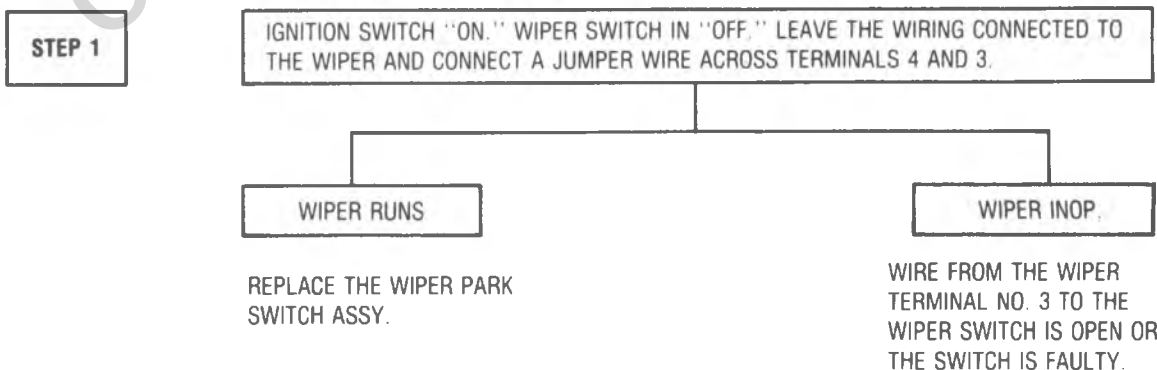 STEP 1
IGNITION SWITCH "ON." WIPER SWITCH IN "OFF." LEAVE THE WIRING CONNECTED TO
THE WIPER AND CONNECT A JUMPER WIRE ACROSS TERMINALS 4 AND 3.
WIPER RUNS
WIPER INOP.
REPLACE THE WIPER PARK
SWITCH ASSY.
WIRE FROM THE WIPER
TERMINAL NO. 3 TO THE
WIPER SWITCH IS OPEN OR
THE SWITCH IS FAULTY.